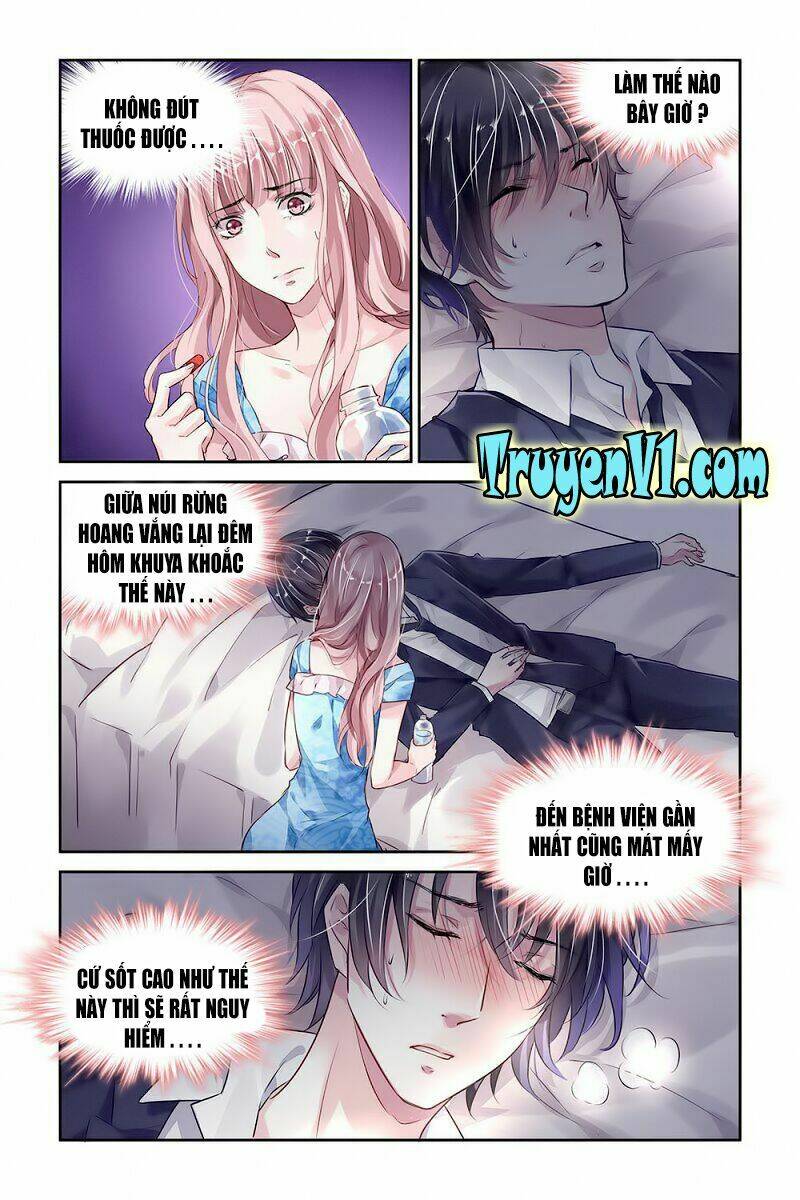 KHÔNG ĐÚT
THUỐC ĐƯỢC ....
LÀM THẾ NÀO
BÂY GIỜ ?
TruyenV1.com
GIỮA NÚI RỪNG
HOANG VẮNG LẠI ĐÊM
HÔM KHUYA KHOẮC
THẾ NÀY ...
ĐẾN BỆNH VIỆN GẦN
NHẤT CŨNG MÁT MẤY
GIỜ ....
CỨ SỐT CAO NHƯ THẾ
NÀY THÌ SẼ RẤT NGUY
HIỂM ....